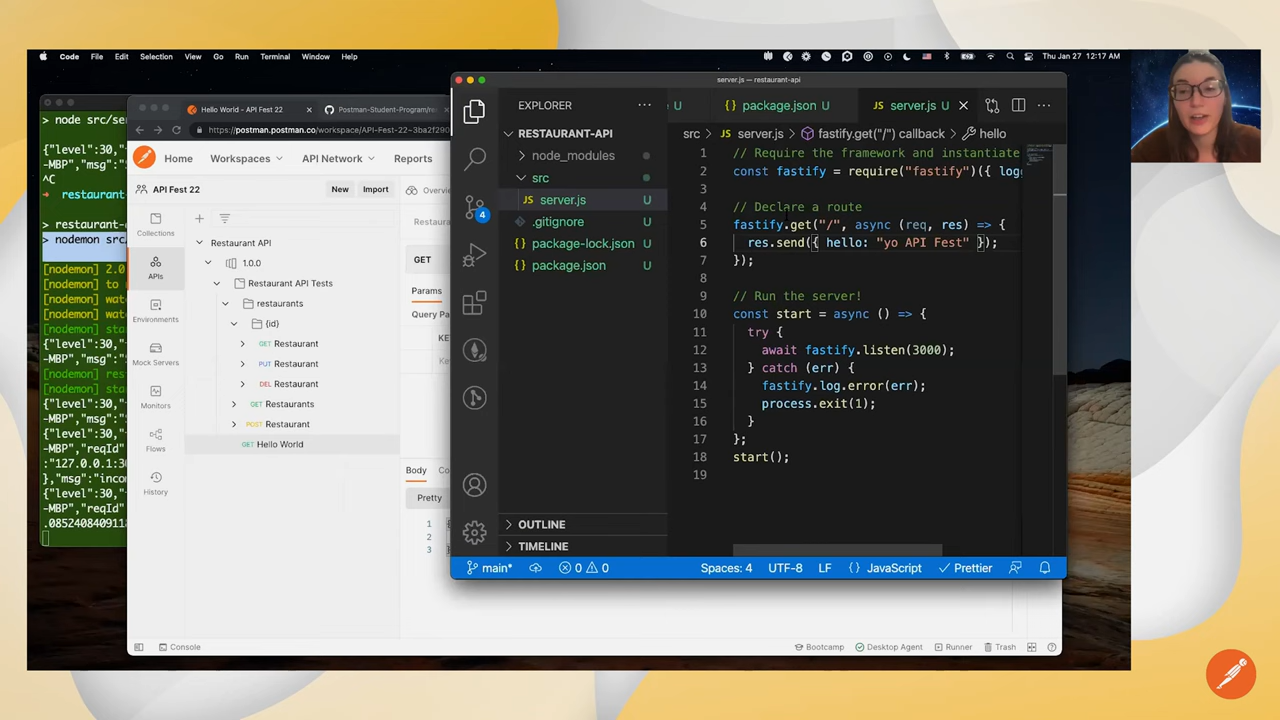 Code File Edit Selection View Go Run Terminal Window Help
Thu Jan 27 12:17 AM
> node src/se
{"level":30,"
-MBP","msg":"
^C
restaurant-
> nodemon src
[nodemon] 2.0
[nodemon] to
[nodemon] wat
[nodemon] wat
[nodemon] sta
{"level":30,"
-MBP","msg":"
[nodemon] res
[nodemon] sta
{"level":30,"
-MBP","msg":"
{"level":30,"
-MBP","reqId"
"127.0.0.1:30
},"msg":"incom
{"level":30,"
-MBP","reqId"
.085240840911
Hello World - API Fest 22
Postman-Student-Program/re
https://postman.postman.co/workspace/API-Fest-22~3ba2f290
Home Workspaces API Network Reports
API Fest 22 New Import Overvie
Collections
APIs
Environments
Mock Servers
Monitors
Flows
History
Restaurant API
1.0.0
Restaurant API Tests
restaurants
{id}
GET Restaurant
PUT Restaurant
DEL Restaurant
GET Restaurants
POST Restaurant
GET Hello World
Restaura
GET
Params
Query Pa
KE
Body Co
Pretty
1
2
3
Console
Bootcamp Desktop Agent Runner Trash
server.js — restaurant-api
EXPLORER
RESTAURANT-API
node_modules
src
server.js U
.gitignore U
package-lock.json U
package.json U
4
OUTLINE
TIMELINE
U package.json U server.js U
src > server.js > fastify.get("/") callback > hello
1 // Require the framework and instantiate
2 const fastify = require("fastify")({ log
3
4 // Declare a route
5 fastify.get("/", async (req, res) => {
6 res.send({ hello: "yo API Fest" });
7 });
8
9 // Run the server!
10 const start = async () => {
11 try {
12 await fastify.listen(3000);
13 } catch (err) {
14 fastify.log.error(err);
15 process.exit(1);
16 }
17 };
18 start();
19
main* 0 0 Spaces: 4 UTF-8 LF {} JavaScript Prettier